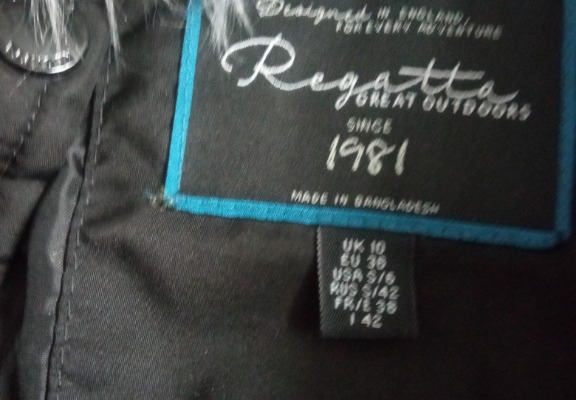 Designed IN ENGLAND,
FOR EVERY ADVENTURE
Regatta
GREAT OUTDOORS
SINCE
1981
MADE IN BANGLADESH
UK 10
EU 36
USA S/6
RUS S/42
FR/E 38
I 42